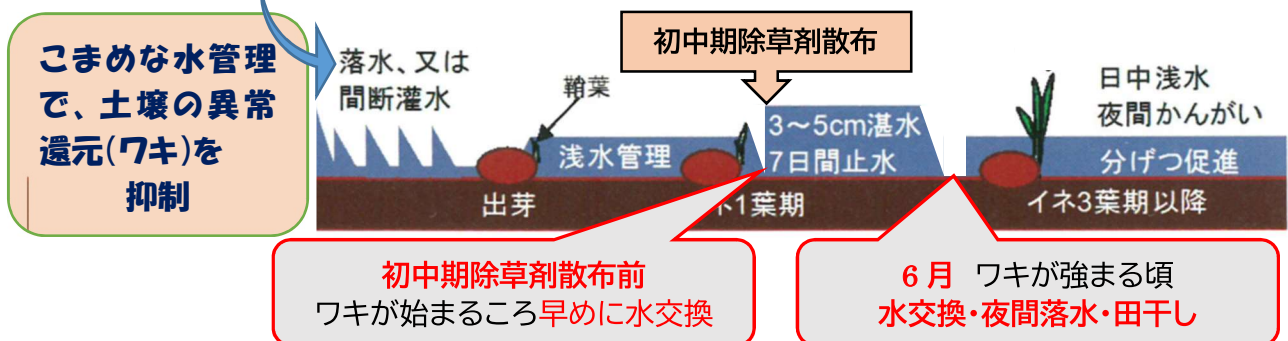 こまめな水管理
で、土壌の異常
還元(ワキ)を
抑制
落水、又は
間断灌水
鞘葉
初中期除草剤散布
日中浅水
夜間かんがい
浅水管理
3～5cm湛水
7日間止水
分げつ促進
出芽
1葉期
イネ3葉期以降
初中期除草剤散布前
ワキが始まるころ早めに水交換
6月 ワキが強まる頃
水交換・夜間落水・田干し